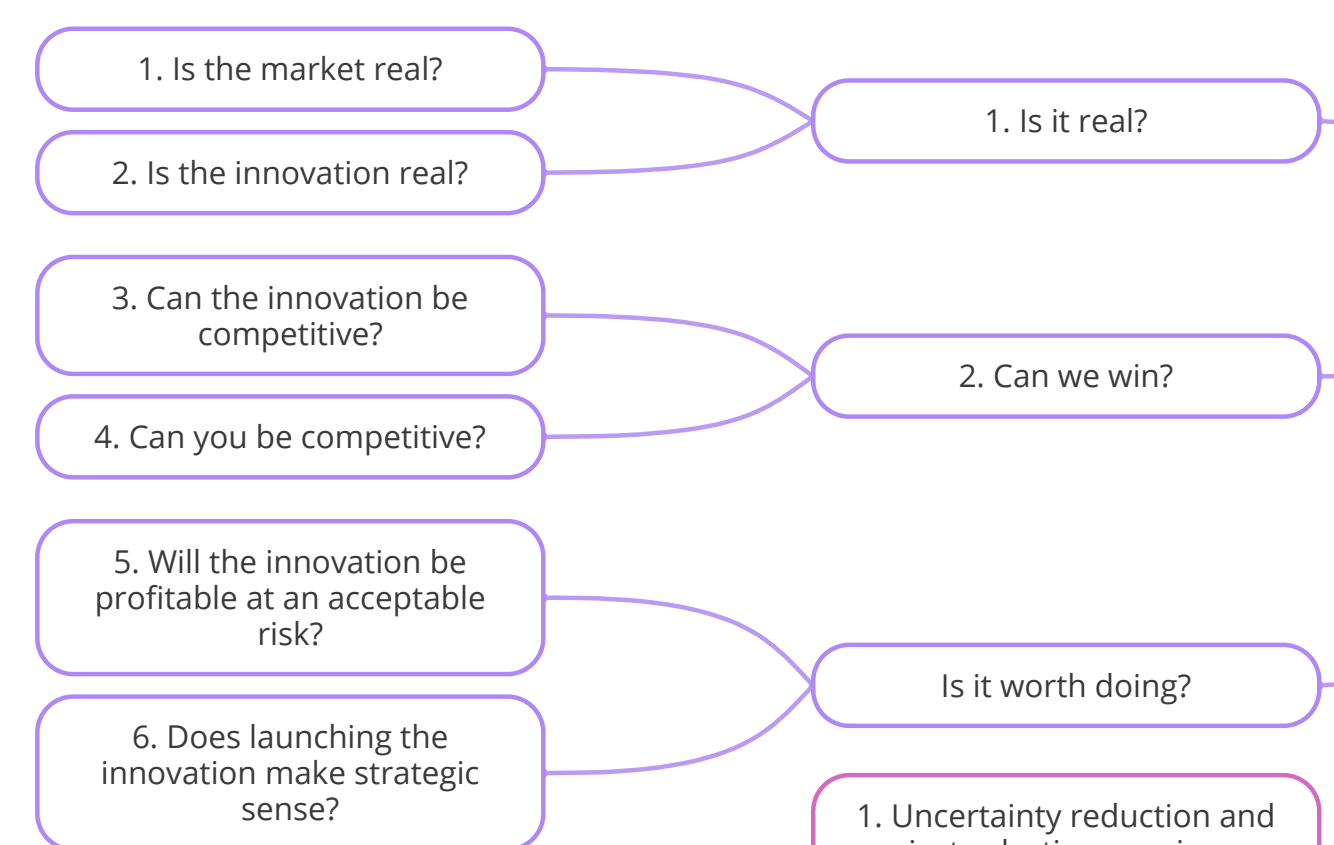 1. Is the market real?
2. Is the innovation real?
1. Is it real?
3. Can the innovation be
competitive?
4. Can you be competitive?
2. Can we win?
5. Will the innovation be
profitable at an acceptable
risk?
6. Does launching the
innovation make strategic
sense?
Is it worth doing?
1. Uncertainty reduction and